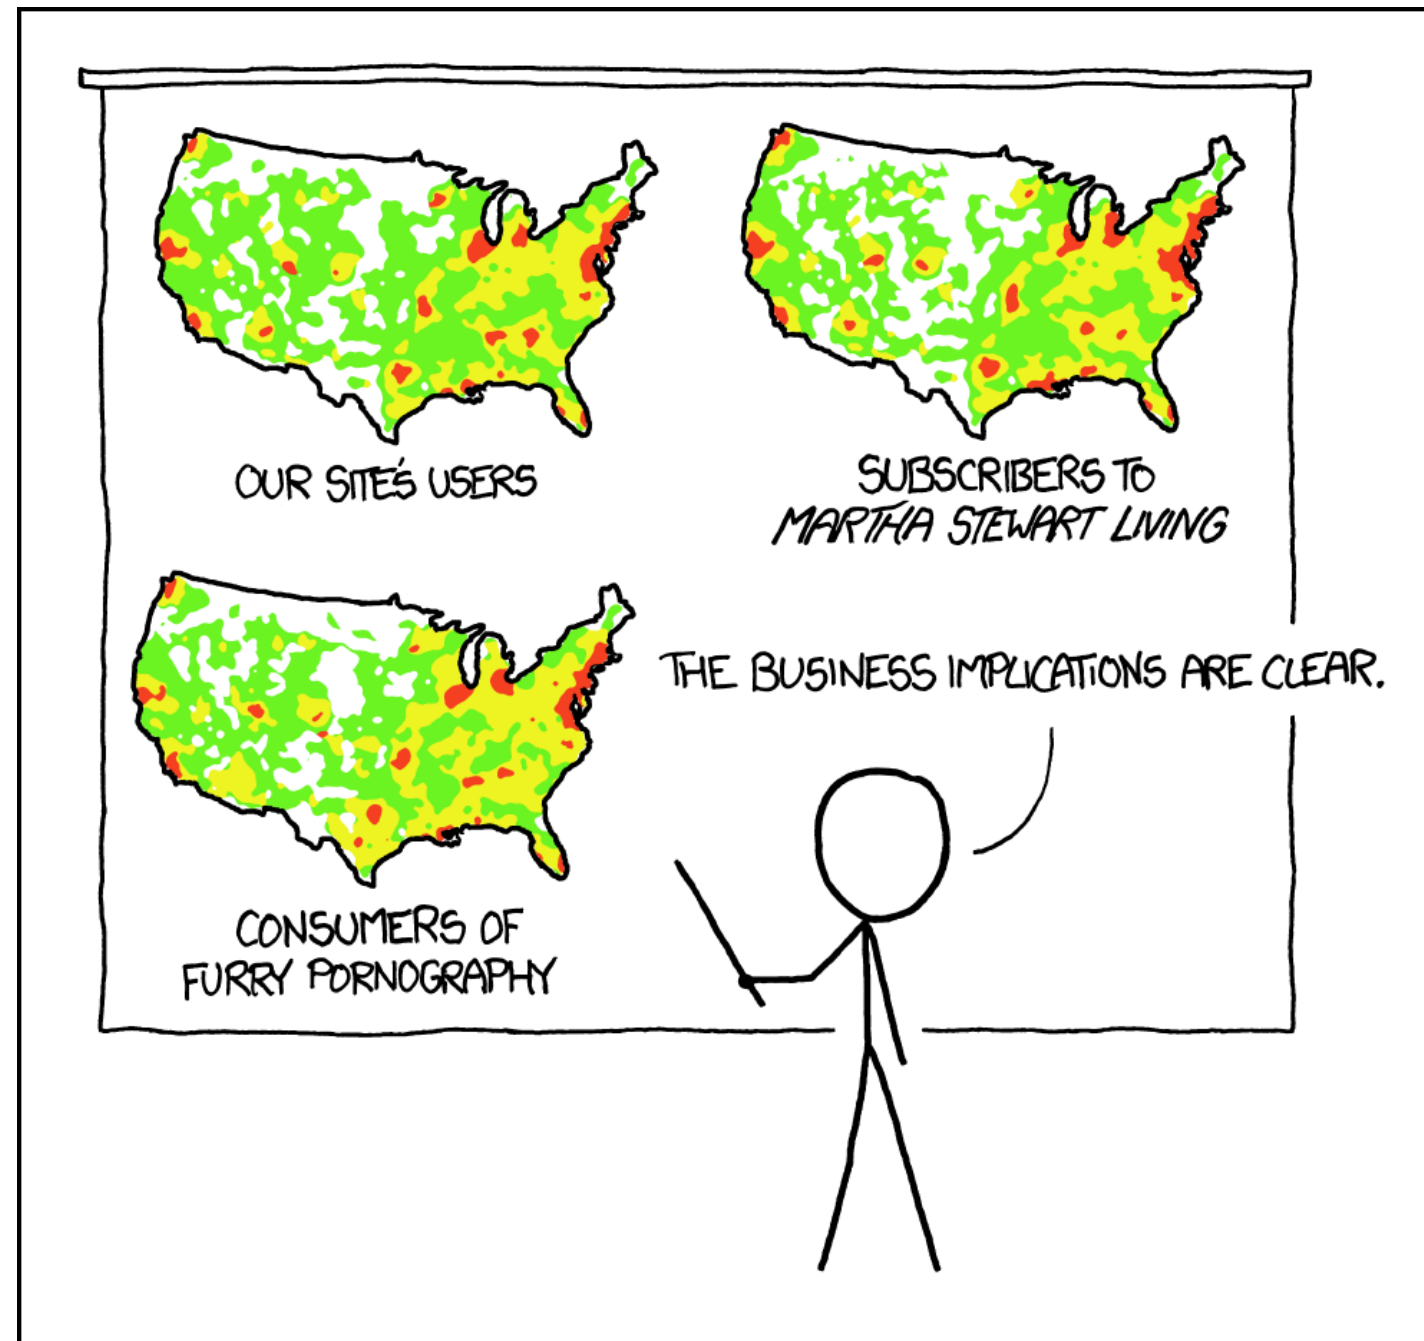 OUR SITE'S USERS
SUBSCRIBERS TO
MARTHA STEWART LIVING
CONSUMERS OF
FURRY PORNOGRAPHY
THE BUSINESS IMPLICATIONS ARE CLEAR.